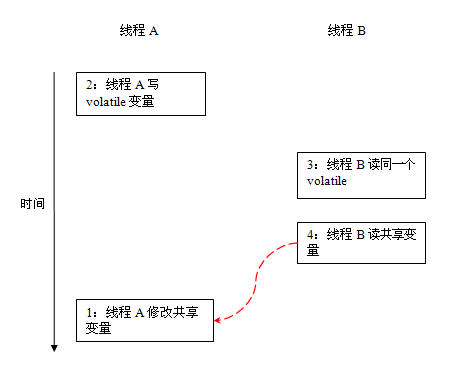 线程 A
线程 B
2：线程 A 写
volatile 变量
3：线程 B 读同一个
volatile
时间
4：线程 B 读共享变
量
1：线程 A 修改共享
变量